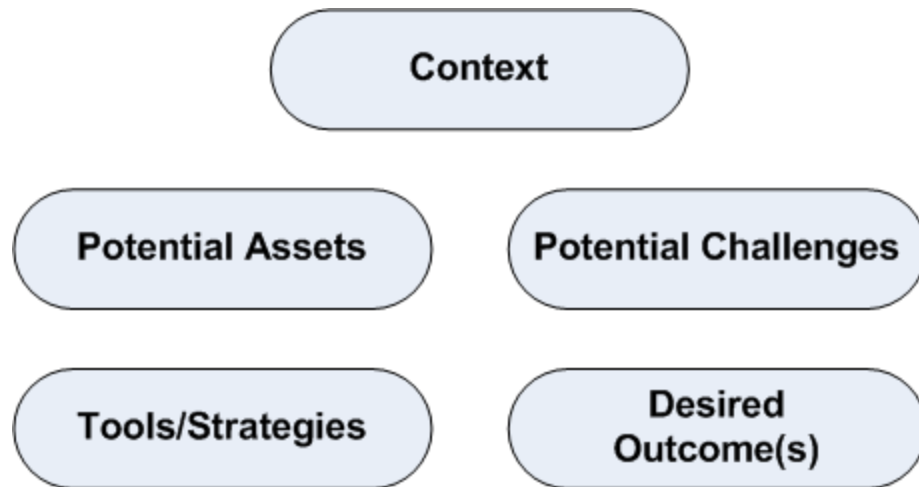 Context
Potential Assets
Potential Challenges
Tools/Strategies
Desired
Outcome(s)